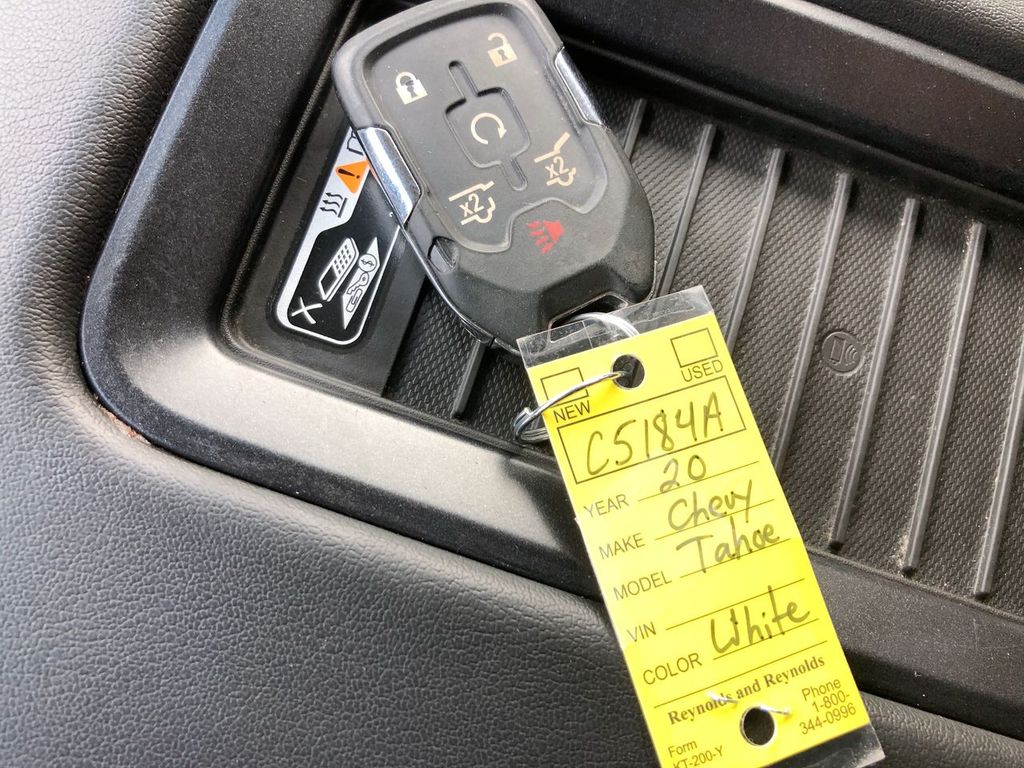 X2
X2
USED
NEW
C5184A
YEAR 20
MAKE Chevy
MODEL Tahoe
VIN
COLOR White
Reynolds and Reynolds
Phone
1-800-
344-0996
Form
KT-200-Y